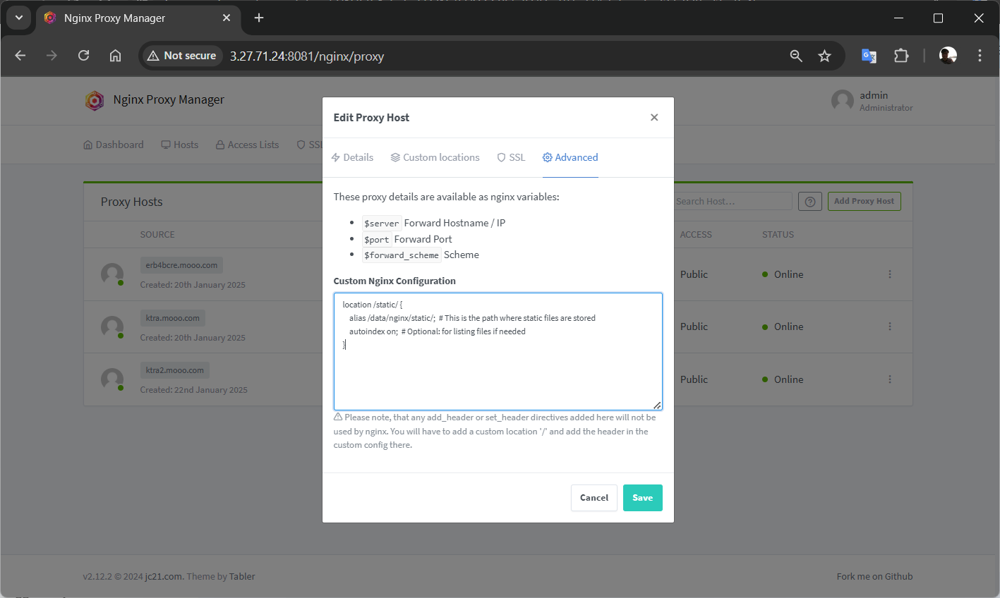 Nginx Proxy Manager
Not secure
3.27.71.24:8081/nginx/proxy
Nginx Proxy Manager
admin
Administrator
Dashboard
Hosts
Access Lists
SSL
Proxy Hosts
Search Host…
Add Proxy Host
SOURCE
ACCESS
STATUS
erb4bcre.mooo.com
Created: 20th January 2025
Public
Online
ktra.mooo.com
Created: 20th January 2025
Public
Online
ktra2.mooo.com
Created: 22nd January 2025
Public
Online
Edit Proxy Host
Details
Custom locations
SSL
Advanced
These proxy details are available as nginx variables:
$server Forward Hostname / IP
$port Forward Port
$forward_scheme Scheme
Custom Nginx Configuration
location /static/ {
alias /data/nginx/static/; # This is the path where static files are stored
autoindex on; # Optional: for listing files if needed
}
Please note, that any add_header or set_header directives added here will not be
used by nginx. You will have to add a custom location '/' and add the header in the
custom config there.
Cancel
Save
v2.12.2 © 2024 jc21.com. Theme by Tabler
Fork me on Github